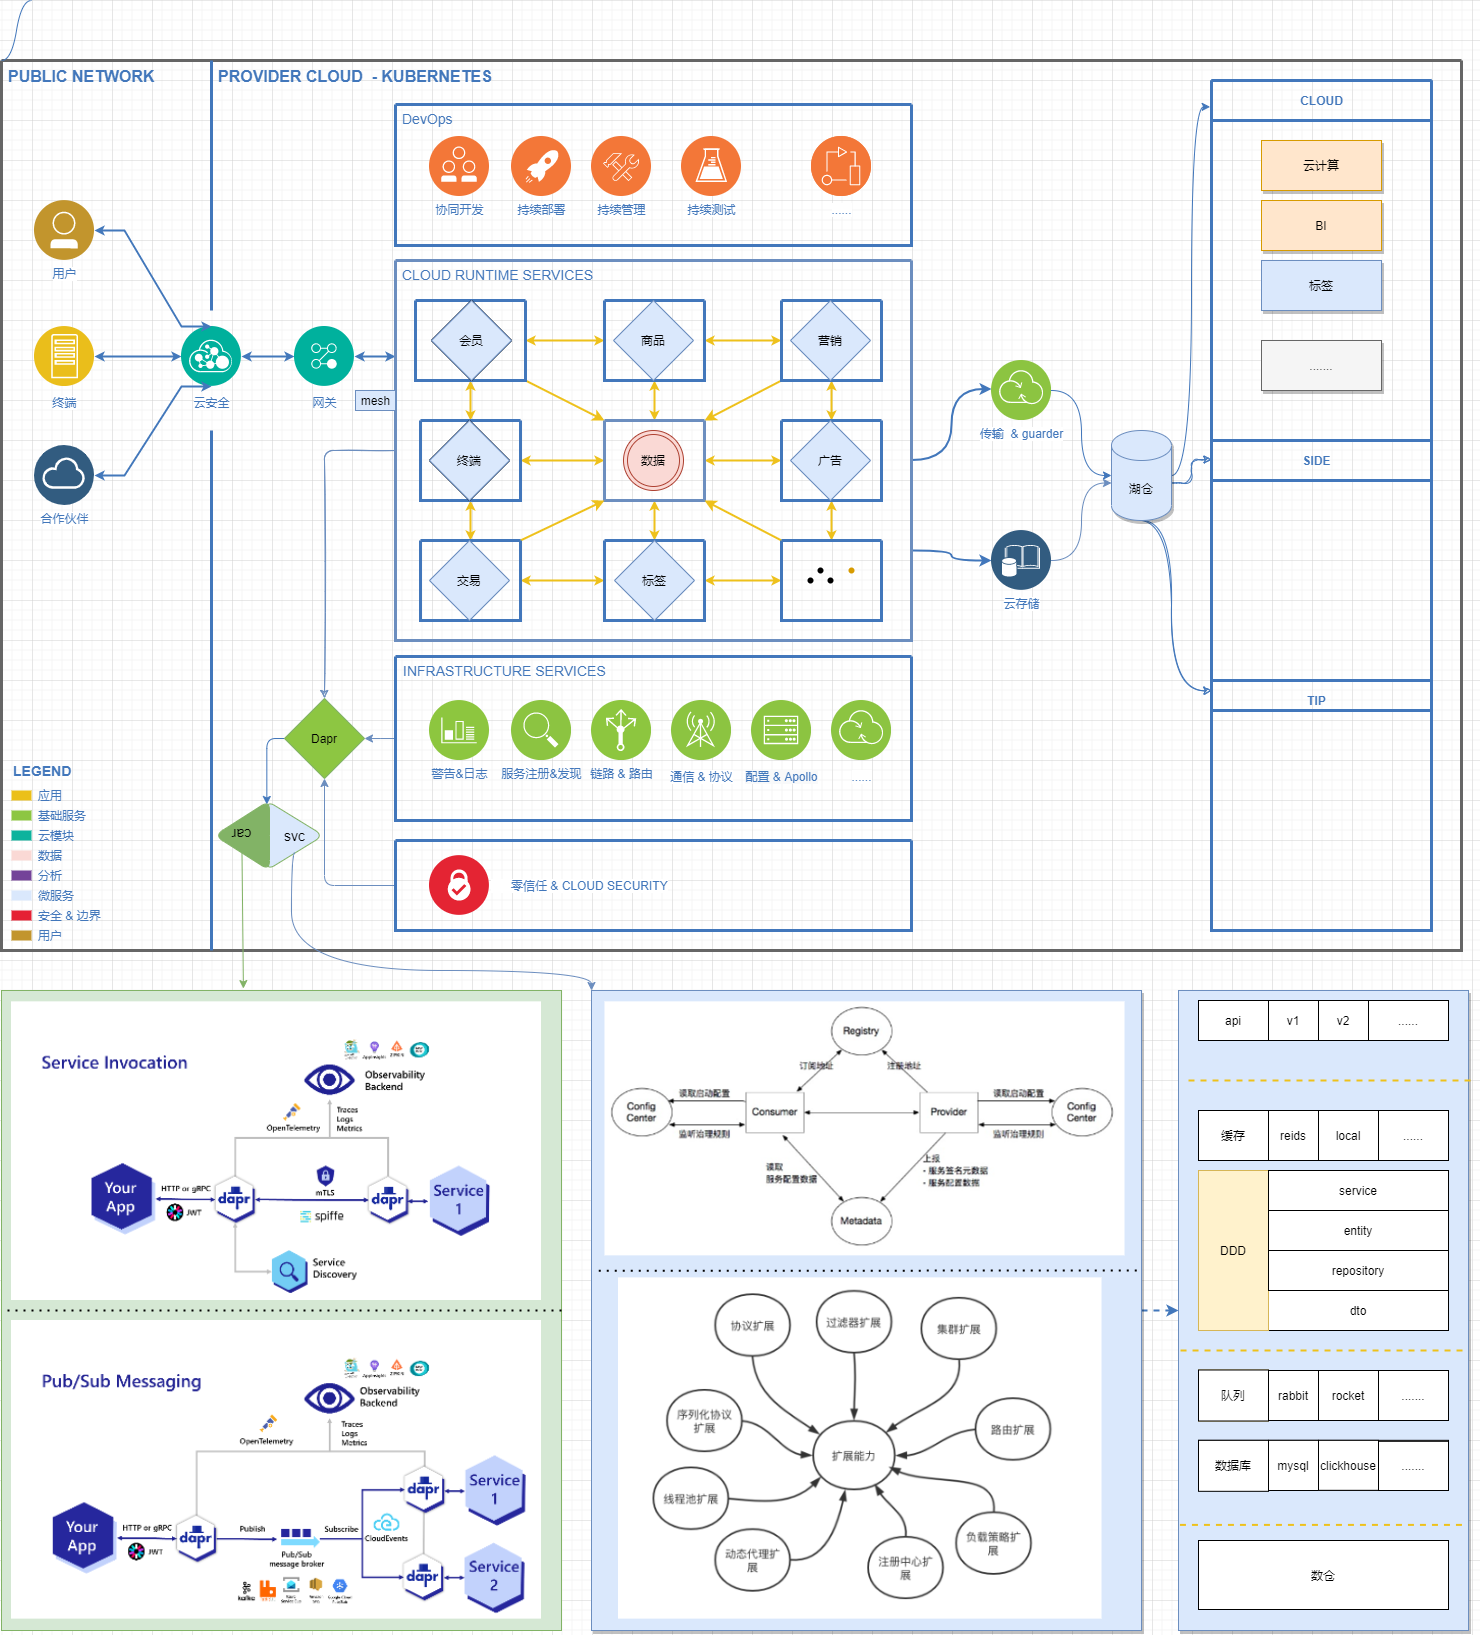 PUBLIC NETWORK
PROVIDER CLOUD - KUBERNETES
DevOps
协同开发
持续部署
持续管理
持续测试
......
用户
终端
合作伙伴
云安全
网关
mesh
CLOUD RUNTIME SERVICES
会员
商品
营销
终端
数据
广告
交易
标签
传输 & guarder
云存储
湖仓
CLOUD
云计算
BI
标签
.......
SIDE
TIP
INFRASTRUCTURE SERVICES
警告&日志
服务注册&发现
链路 & 路由
通信 & 协议
配置 & Apollo
......
Dapr
car
svc
零信任 & CLOUD SECURITY
LEGEND
应用
基础服务
云模块
数据
分析
微服务
安全 & 边界
用户
Service Invocation
Observability
Backend
OpenTelemetry
Traces
Logs
Metrics
Your
App
HTTP or gRPC
JWT
dapr
mTLS
spiffe
dapr
Service
1
Service
Discovery
Pub/Sub Messaging
Observability
Backend
OpenTelemetry
Traces
Logs
Metrics
Your
App
HTTP or gRPC
JWT
dapr
Publish
Pub/Sub
message broker
Subscribe
CloudEvents
dapr
Service
1
dapr
Service
2
kafka
Registry
订阅地址
注册地址
Config
Center
读取启动配置
监听治理规则
Consumer
Provider
读取启动配置
监听治理规则
Config
Center
读取
服务配置数据
上报
- 服务签名元数据
- 服务配置数据
Metadata
协议扩展
过滤器扩展
集群扩展
序列化协议
扩展
路由扩展
扩展能力
线程池扩展
动态代理扩
展
注册中心扩
展
负载策略扩
展
api
v1
v2
......
缓存
reids
local
......
DDD
service
entity
repository
dto
队列
rabbit
rocket
.......
数据库
mysql
clickhouse
.......
数仓